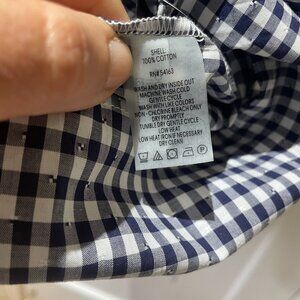 SHELL:
100% COTTON
RN# 54163
WASH AND DRY INSIDE OUT
MACHINE WASH COLD
GENTLE CYCLE
WASH WITH LIKE COLORS
NON-CHLORINE BLEACH ONLY
DRY PROMPTLY
TUMBLE DRY GENTLE CYCLE
LOW HEAT
LOW HEAT IRON IF NECESSARY
DRY CLEAN